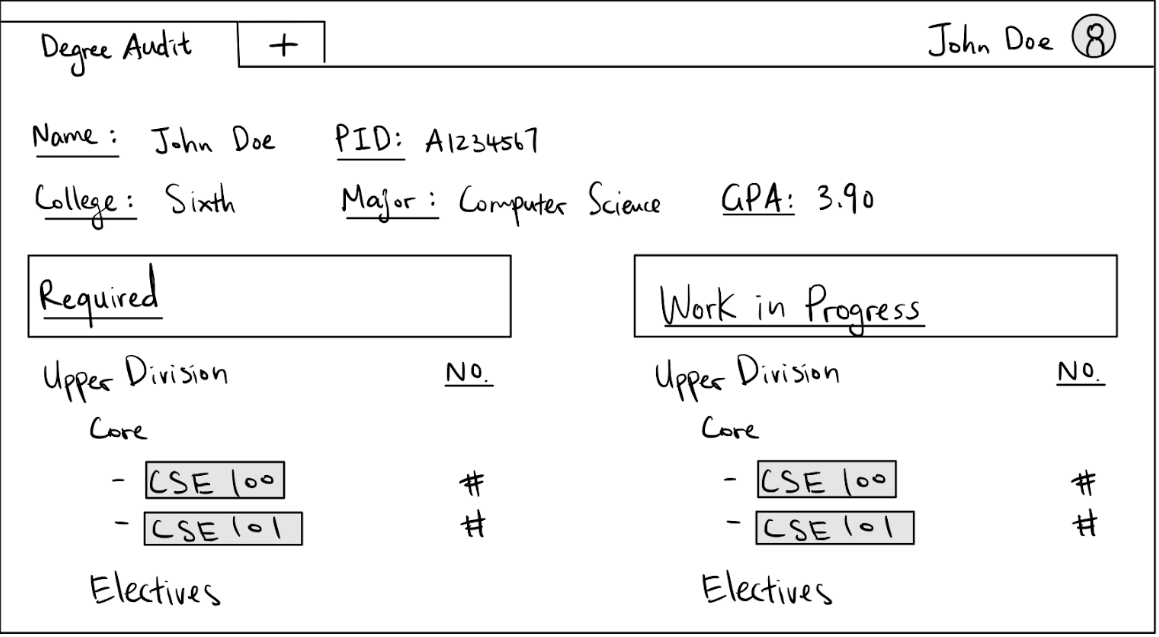 Degree Audit + John Doe
Name: John Doe PID: A1234567
College: Sixth Major: Computer Science GPA: 3.90
Required
Work in Progress
Upper Division NO.
Core
- CSE 100 #
- CSE 101 #
Electives
Upper Division NO.
Core
- CSE 100 #
- CSE 101 #
Electives